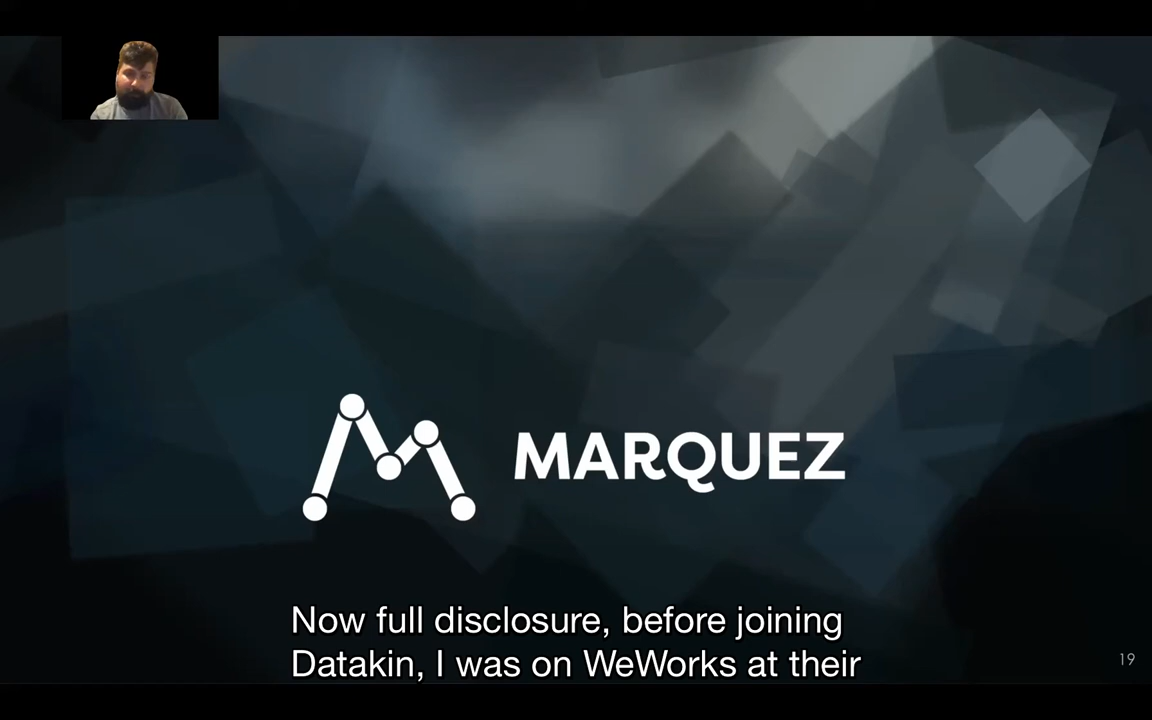 MARQUEZ
Now full disclosure, before joining
Datakin, I was on WeWorks at their
19